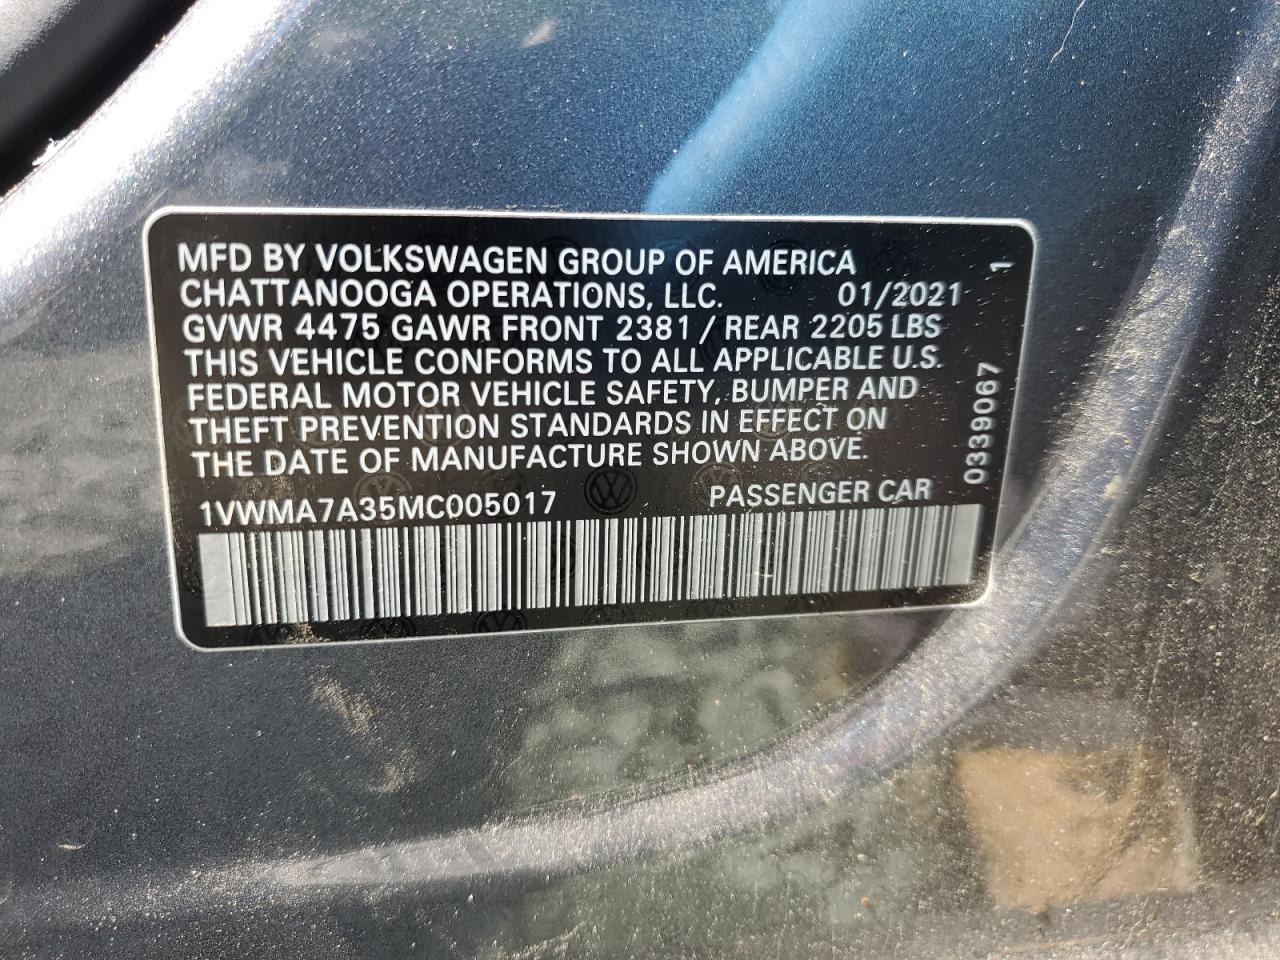 MFD BY VOLKSWAGEN GROUP OF AMERICA
CHATTANOOGA OPERATIONS, LLC. 01/2021
GVWR 4475 GAWR FRONT 2381 / REAR 2205 LBS
THIS VEHICLE CONFORMS TO ALL APPLICABLE U.S.
FEDERAL MOTOR VEHICLE SAFETY, BUMPER AND
THEFT PREVENTION STANDARDS IN EFFECT ON
THE DATE OF MANUFACTURE SHOWN ABOVE.
1VWMA7A35MC005017 PASSENGER CAR
0339067 1